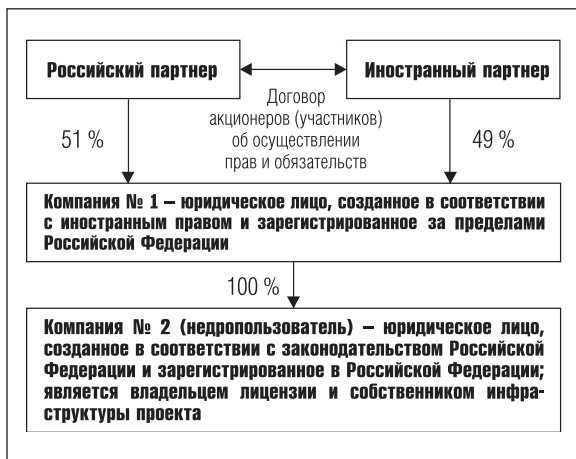 Российский партнер
Иностранный партнер
Договор
акционеров (участников)
об осуществлении
прав и обязательств
51 %
49 %
Компания № 1 – юридическое лицо, созданное в соответствии
с иностранным правом и зарегистрированное за пределами
Российской Федерации
100 %
Компания № 2 (недропользователь) – юридическое лицо,
созданное в соответствии с законодательством Российской
Федерации и зарегистрированное в Российской Федерации;
является владельцем лицензии и собственником инфра-
структуры проекта